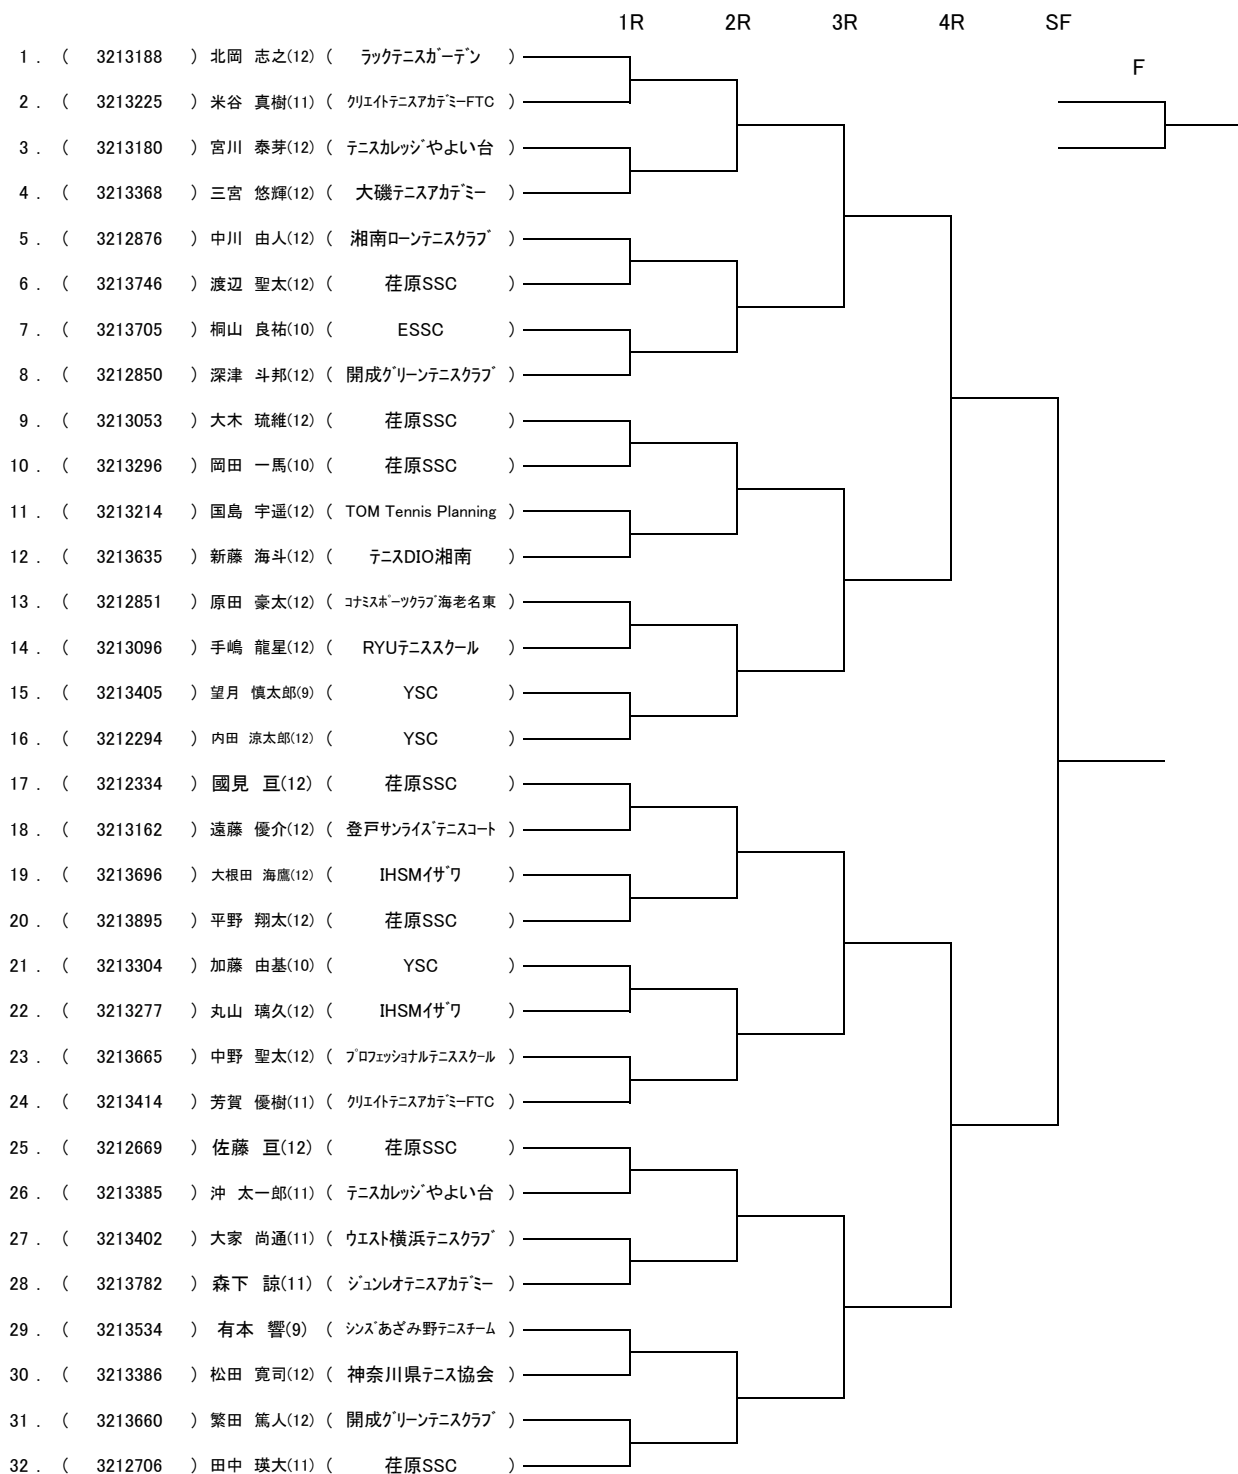 1R 2R 3R 4R SF
F
1 . ( 3213188 ) 北岡 志之(12) ( ラックテニスガーデン )
2 . ( 3213225 ) 米谷 真樹(11) ( クリエイトテニスアカデミーFTC )
3 . ( 3213180 ) 宮川 泰芽(12) ( テニスカレッジやよい台 )
4 . ( 3213368 ) 三宮 悠輝(12) ( 大磯テニスアカデミー )
5 . ( 3212876 ) 中川 由人(12) ( 湘南ローンテニスクラブ )
6 . ( 3213746 ) 渡辺 聖太(12) ( 荏原SSC )
7 . ( 3213705 ) 桐山 良祐(10) ( ESSC )
8 . ( 3212850 ) 深津 斗邦(12) ( 開成グリーンテニスクラブ )
9 . ( 3213053 ) 大木 琉維(12) ( 荏原SSC )
10 . ( 3213296 ) 岡田 一馬(10) ( 荏原SSC )
11 . ( 3213214 ) 国島 宇遥(12) ( TOM Tennis Planning )
12 . ( 3213635 ) 新藤 海斗(12) ( テニスDIO湘南 )
13 . ( 3212851 ) 原田 豪太(12) ( コナミスポーツクラブ海老名東 )
14 . ( 3213096 ) 手嶋 龍星(12) ( RYUテニススクール )
15 . ( 3213405 ) 望月 慎太郎(9) ( YSC )
16 . ( 3212294 ) 内田 涼太郎(12) ( YSC )
17 . ( 3212334 ) 國見 亘(12) ( 荏原SSC )
18 . ( 3213162 ) 遠藤 優介(12) ( 登戸サンライズテニスコート )
19 . ( 3213696 ) 大根田 海鷹(12) ( IHSMイザワ )
20 . ( 3213895 ) 平野 翔太(12) ( 荏原SSC )
21 . ( 3213304 ) 加藤 由基(10) ( YSC )
22 . ( 3213277 ) 丸山 璃久(12) ( IHSMイザワ )
23 . ( 3213665 ) 中野 聖太(12) ( プロフェッショナルテニススクール )
24 . ( 3213414 ) 芳賀 優樹(11) ( クリエイトテニスアカデミーFTC )
25 . ( 3212669 ) 佐藤 亘(12) ( 荏原SSC )
26 . ( 3213385 ) 沖 太一郎(11) ( テニスカレッジやよい台 )
27 . ( 3213402 ) 大家 尚通(11) ( ウエスト横浜テニスクラブ )
28 . ( 3213782 ) 森下 諒(11) ( ジュンレオテニスアカデミー )
29 . ( 3213534 ) 有本 響(9) ( シンズあざみ野テニスチーム )
30 . ( 3213386 ) 松田 寛司(12) ( 神奈川県テニス協会 )
31 . ( 3213660 ) 繁田 篤人(12) ( 開成グリーンテニスクラブ )
32 . ( 3212706 ) 田中 瑛大(11) ( 荏原SSC )